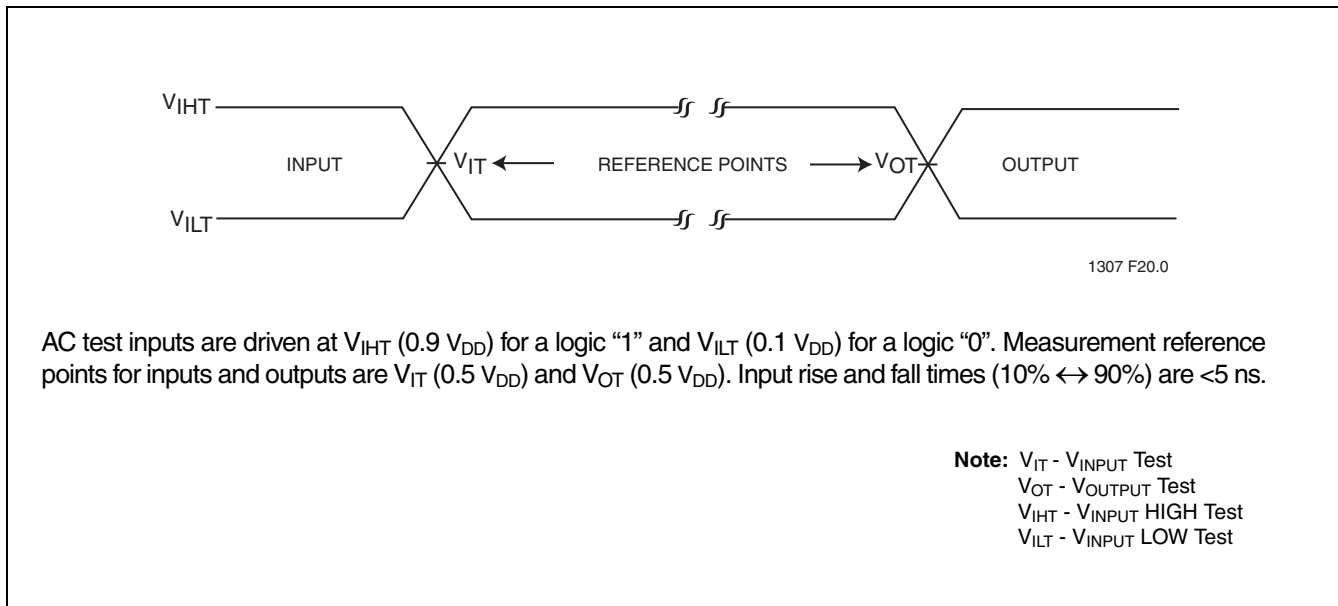 VIHT
INPUT VIT REFERENCE POINTS VOT OUTPUT
VILT
1307 F20.0
AC test inputs are driven at VIHT (0.9 VDD) for a logic “1” and VILT (0.1 VDD) for a logic “0”. Measurement reference
points for inputs and outputs are VIT (0.5 VDD) and VOT (0.5 VDD). Input rise and fall times (10% ↔ 90%) are <5 ns.
Note: VIT - VINPUT Test
VOT - VOUTPUT Test
VIHT - VINPUT HIGH Test
VILT - VINPUT LOW Test